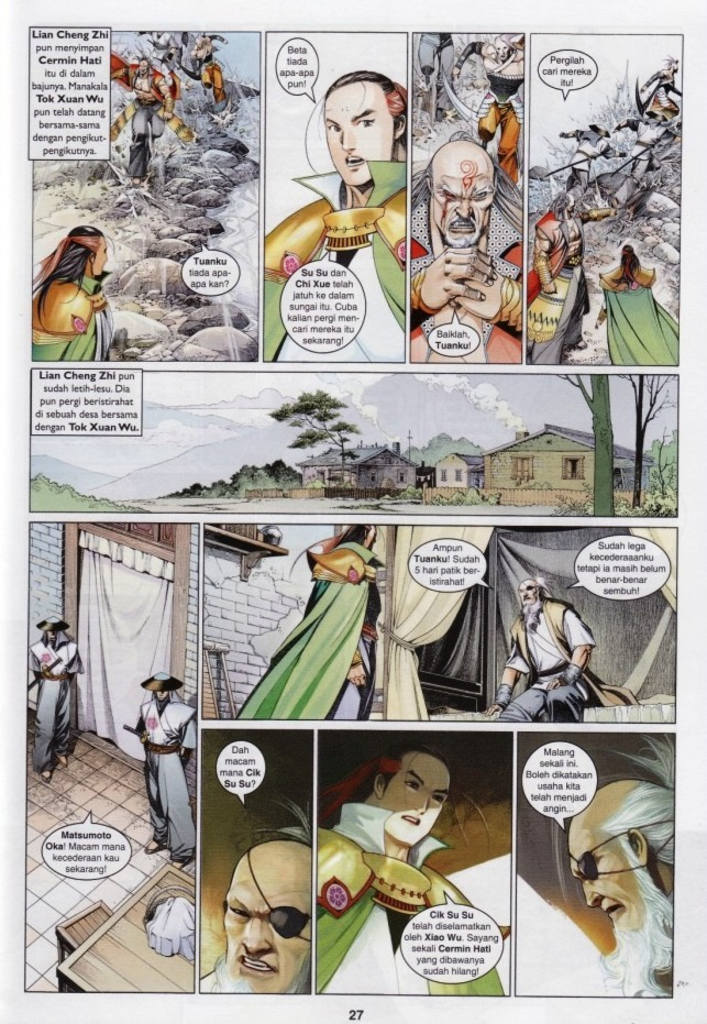 Lian Cheng Zhi
pun menyimpan
Cermin Hati
itu di dalam
bajunya. Manakala
Tok Xuan Wu
pun telah datang
bersama-sama
dengan pengikut-
pengikutnya.
Tuanku
tiada apa-
apa kan?
Beta
tiada
apa-apa
pun!
Su Su dan
Chi Xue telah
jatuh ke dalam
sungai itu. Cuba
kalian pergi men-
cari mereka itu
sekarang!
Baiklah,
Tuanku!
Pergilah
cari mereka
itu!
Lian Cheng Zhi pun
sudah letih-lesu. Dia
pun pergi beristirahat
di sebuah desa bersama
dengan Tok Xuan Wu.
Matsumoto
Oka! Macam mana
kecederaan kau
sekarang!
Ampun
Tuanku! Sudah
5 hari patik ber-
istirahat!
Sudah lega
kecederaaanku
tetapi ia masih belum
benar-benar
sembuh!
Dah
macam
mana Cik
Su Su?
Cik Su Su
telah diselamatkan
oleh Xiao Wu. Sayang
sekali Cermin Hati
yang dibawanya
sudah hilang!
Malang
sekali ini.
Boleh dikatakan
usaha kita
telah menjadi
angin...
27